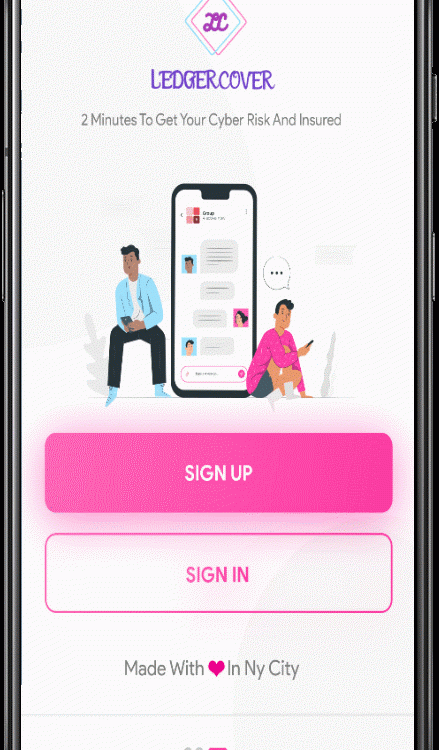 LC
LEDGERCOVER
2 Minutes To Get Your Cyber Risk And Insured
Group
SIGN UP
SIGN IN
Made With In Ny City